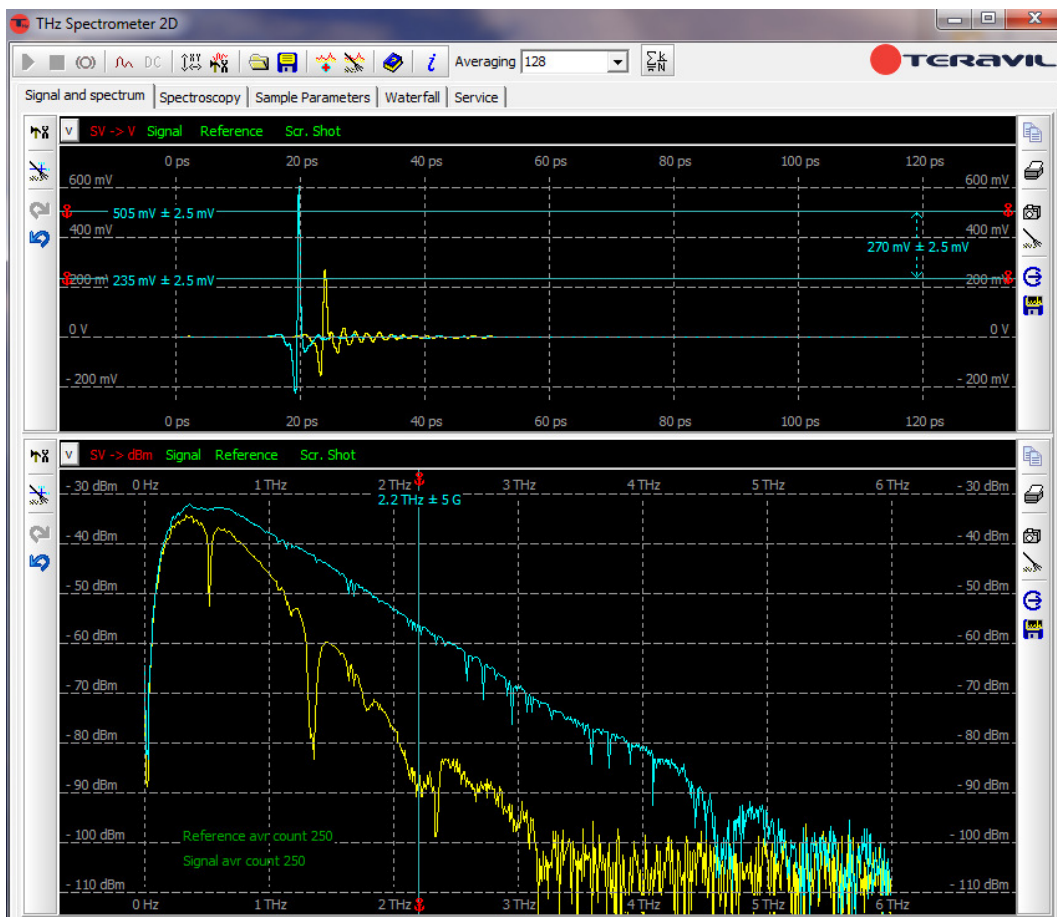 THz Spectrometer 2D
DC Averaging 128 Σk =N TERAVIL
Signal and spectrum Spectroscopy Sample Parameters Waterfall Service
V SV -> V Signal Reference Scr. Shot
0 ps 20 ps 40 ps 60 ps 80 ps 100 ps 120 ps
600 mV 600 mV
505 mV ± 2.5 mV
400 mV 400 mV
270 mV ± 2.5 mV
200 mV 235 mV ± 2.5 mV 200 mV
0 V 0 V
- 200 mV - 200 mV
0 ps 20 ps 40 ps 60 ps 80 ps 100 ps 120 ps
V SV -> dBm Signal Reference Scr. Shot
- 30 dBm 0 Hz 1 THz 2 THz 3 THz 4 THz 5 THz 6 THz - 30 dBm
2.2 THz ± 5 G
- 40 dBm - 40 dBm
- 50 dBm - 50 dBm
- 60 dBm - 60 dBm
- 70 dBm - 70 dBm
- 80 dBm - 80 dBm
- 90 dBm - 90 dBm
- 100 dBm - 100 dBm
Reference avr count 250
Signal avr count 250
- 110 dBm - 110 dBm
0 Hz 1 THz 2 THz 3 THz 4 THz 5 THz 6 THz